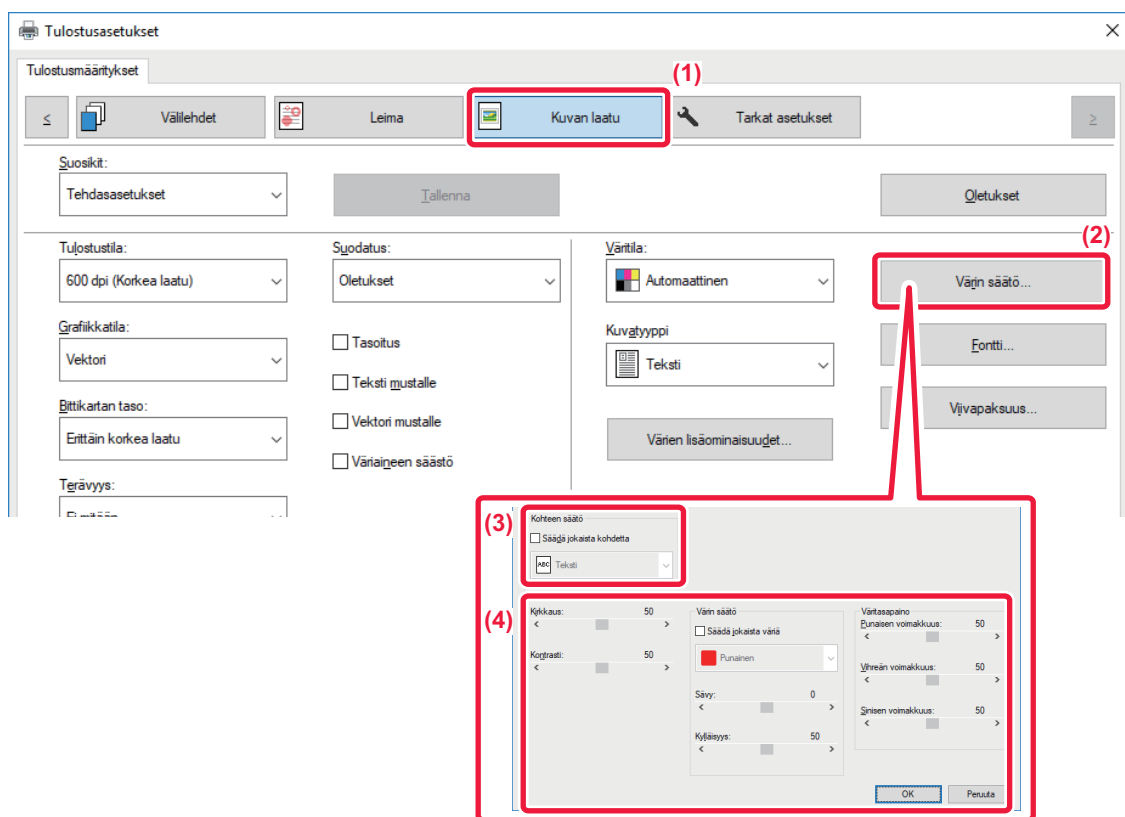 Tulostusasetukset
Tulostusmääritykset
(1)
<
Välilehdet
Leima
Kuvan laatu
Tarkat asetukset
>
Suosikit:
Tehdasasetukset
Tallenna
Oletukset
(2)
Tulostustila:
600 dpi (Korkea laatu)
Suodatus:
Oletukset
Väritila:
Automaattinen
Värin säätö...
Grafiikkatila:
Vektori
Tasoitus
Teksti mustalle
Kuvatyyppi
Teksti
Fontti...
Bittikartan taso:
Erittäin korkea laatu
Vektori mustalle
Väriaineen säästö
Värien lisäominaisuudet...
Viivapaksuus...
Terävyys:
(3)
Kohteen säätö
Säädä jokaista kohdetta
ABC Teksti
(4)
Kirkkaus: 50
Kontrasti: 50
Värin säätö
Säädä jokaista väriä
Punainen
Sävy: 0
Kylläisyys: 50
Väritasapaino
Punaisen voimakkuus: 50
Vihreän voimakkuus: 50
Sinisen voimakkuus: 50
OK
Peruuta